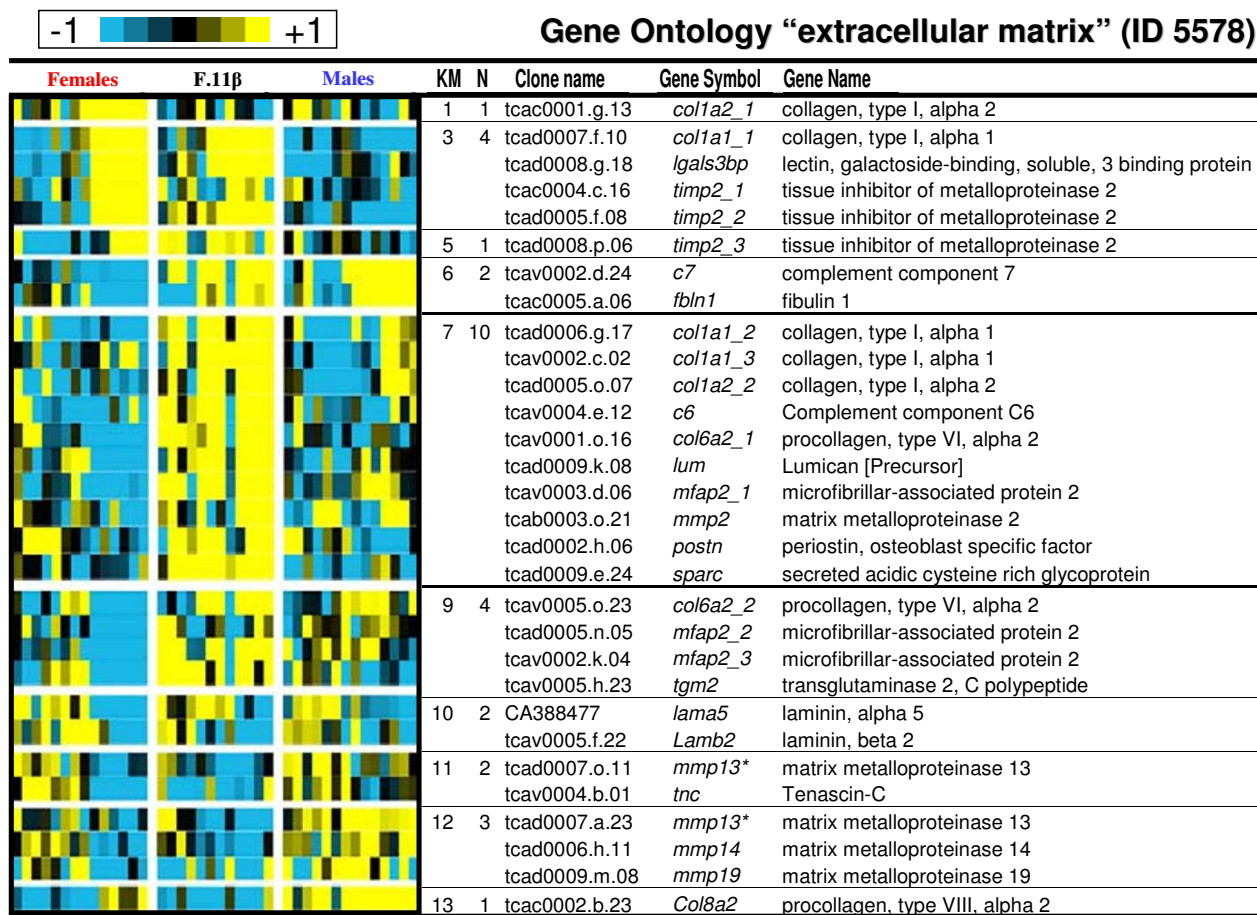 -1 +1
Gene Ontology “extracellular matrix” (ID 5578)
Females F.11β Males KM N Clone name Gene Symbol Gene Name
1 1 tcac0001.g.13 col1a2_1 collagen, type I, alpha 2
3 4 tcad0007.f.10 col1a1_1 collagen, type I, alpha 1
tcad0008.g.18 lgals3bp lectin, galactoside-binding, soluble, 3 binding protein
tcac0004.c.16 timp2_1 tissue inhibitor of metalloproteinase 2
tcad0005.f.08 timp2_2 tissue inhibitor of metalloproteinase 2
5 1 tcad0008.p.06 timp2_3 tissue inhibitor of metalloproteinase 2
6 2 tcav0002.d.24 c7 complement component 7
tcac0005.a.06 fbln1 fibulin 1
7 10 tcad0006.g.17 col1a1_2 collagen, type I, alpha 1
tcav0002.c.02 col1a1_3 collagen, type I, alpha 1
tcad0005.o.07 col1a2_2 collagen, type I, alpha 2
tcav0004.e.12 c6 Complement component C6
tcav0001.o.16 col6a2_1 procollagen, type VI, alpha 2
tcad0009.k.08 lum Lumican [Precursor]
tcav0003.d.06 mfap2_1 microfibrillar-associated protein 2
tcab0003.o.21 mmp2 matrix metalloproteinase 2
tcad0002.h.06 postn periostin, osteoblast specific factor
tcad0009.e.24 sparc secreted acidic cysteine rich glycoprotein
9 4 tcav0005.o.23 col6a2_2 procollagen, type VI, alpha 2
tcad0005.n.05 mfap2_2 microfibrillar-associated protein 2
tcav0002.k.04 mfap2_3 microfibrillar-associated protein 2
tcav0005.h.23 tgm2 transglutaminase 2, C polypeptide
10 2 CA388477 lama5 laminin, alpha 5
tcav0005.f.22 Lamb2 laminin, beta 2
11 2 tcad0007.o.11 mmp13* matrix metalloproteinase 13
tcav0004.b.01 tnc Tenascin-C
12 3 tcad0007.a.23 mmp13* matrix metalloproteinase 13
tcad0006.h.11 mmp14 matrix metalloproteinase 14
tcad0009.m.08 mmp19 matrix metalloproteinase 19
13 1 tcac0002.b.23 Col8a2 procollagen, type VIII, alpha 2